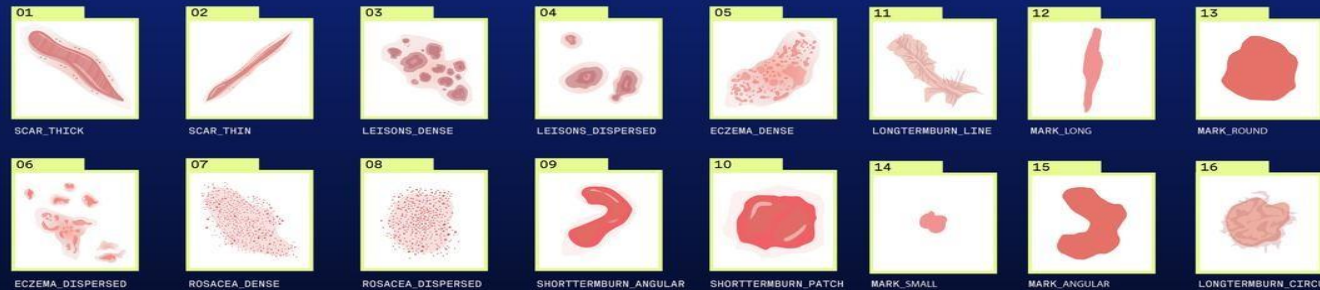 01 02 03 04 05 11 12 13
SCAR_THICK SCAR_THIN LEISONS_DENSE LEISONS_DISPERSED ECZEMA_DENSE LONGTERMBURN_LINE MARK_LONG MARK_ROUND
06 07 08 09 10 14 15 16
ECZEMA_DISPERSED ROSACEA_DENSE ROSACEA_DISPERSED SHORTTERMBURN_ANGULAR SHORTTERMBURN_PATCH MARK_SMALL MARK_ANGULAR LONGTERMBURN_CIRCU